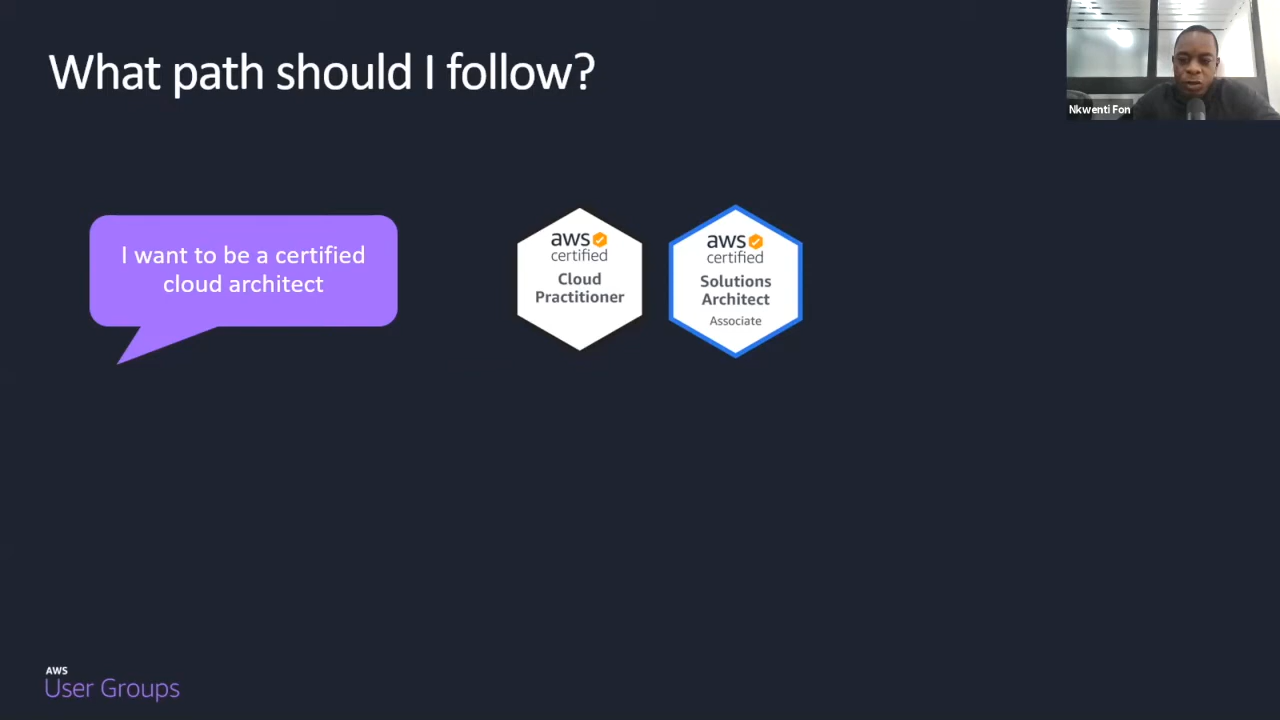 What path should I follow?
Nkwenti Fon
I want to be a certified
cloud architect
aws
certified
Cloud
Practitioner
aws
certified
Solutions
Architect
Associate
AWS
User Groups